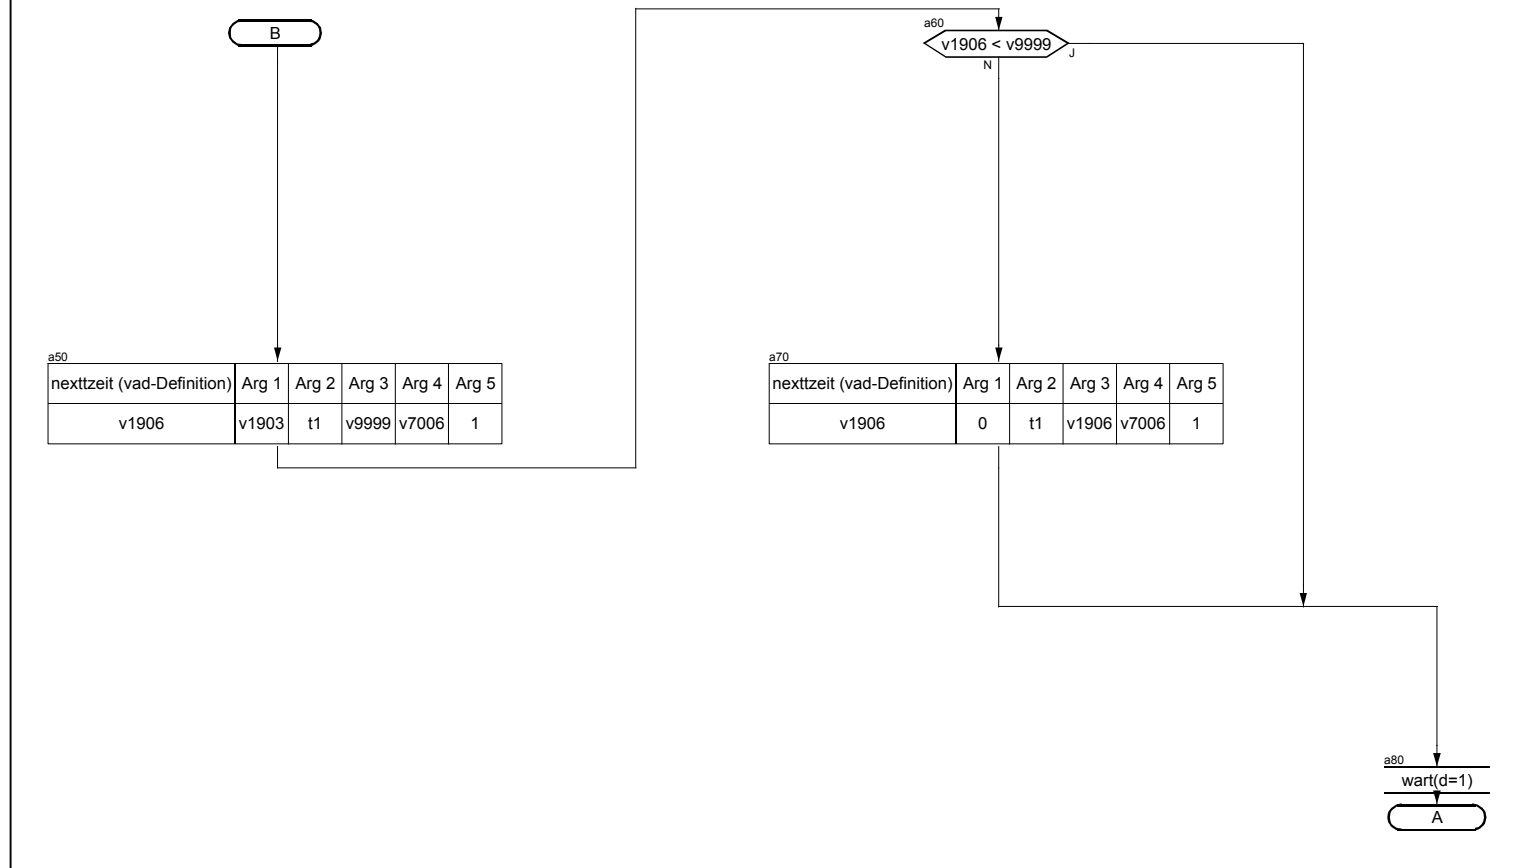 B
a50
nexttzeit (vad-Definition) Arg 1 Arg 2 Arg 3 Arg 4 Arg 5
v1906 v1903 t1 v9999 v7006 1
a60
v1906 < v9999
N
J
a70
nexttzeit (vad-Definition) Arg 1 Arg 2 Arg 3 Arg 4 Arg 5
v1906 0 t1 v1906 v7006 1
a80
wart(d=1)
A